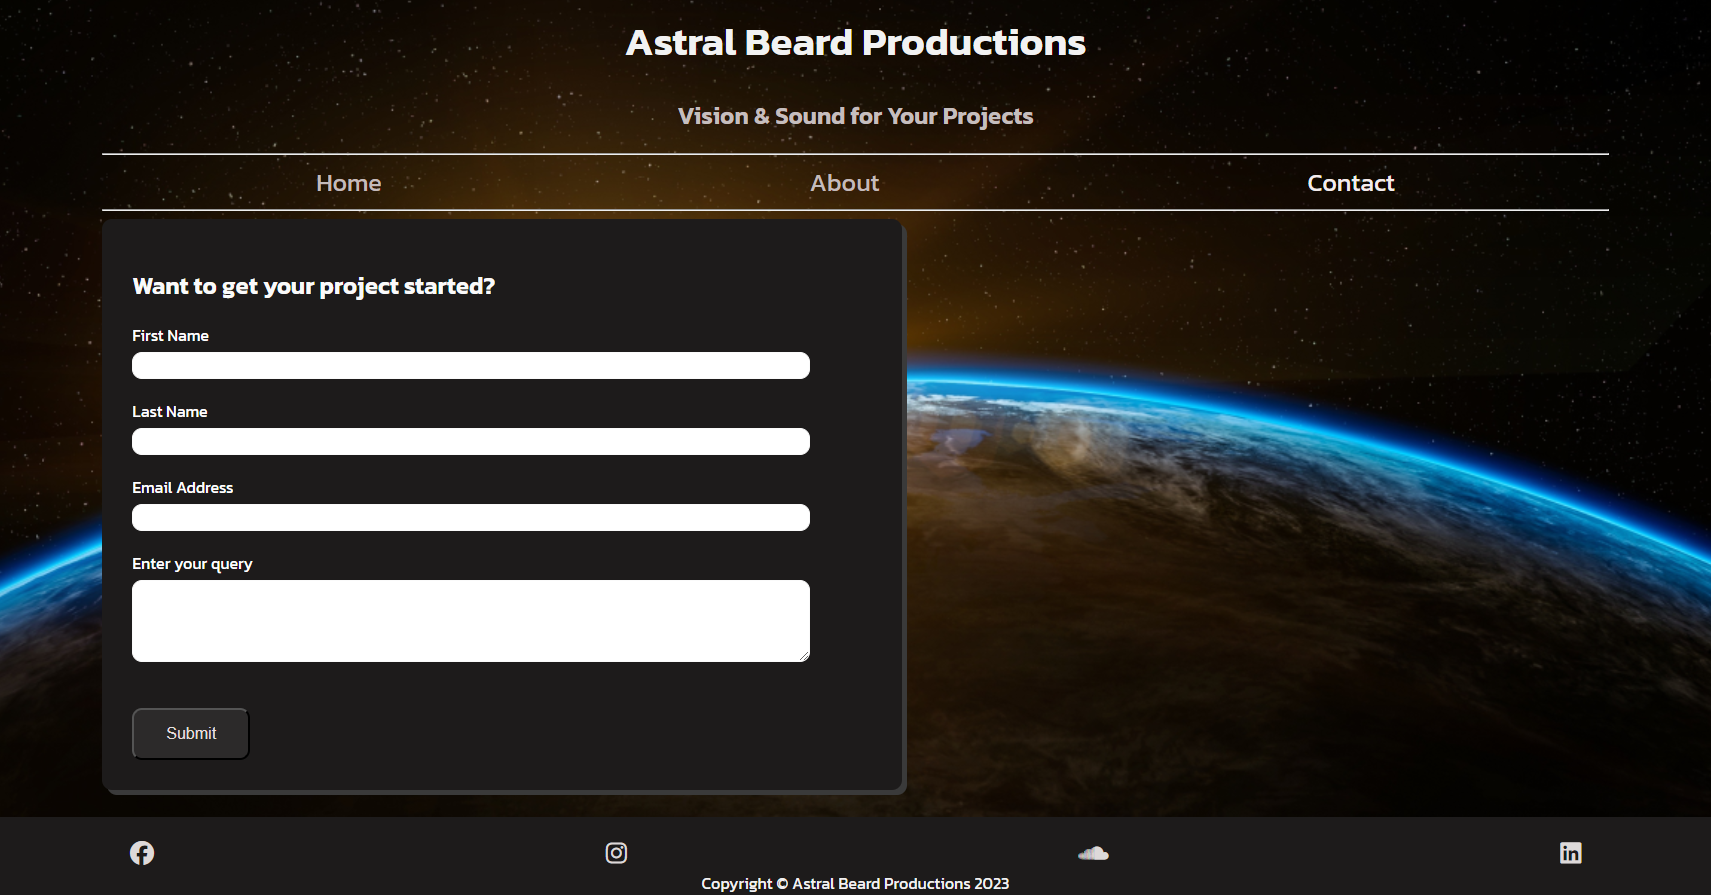 Astral Beard Productions
Vision & Sound for Your Projects
Home About Contact
Want to get your project started?
First Name
Last Name
Email Address
Enter your query
Submit
Copyright © Astral Beard Productions 2023